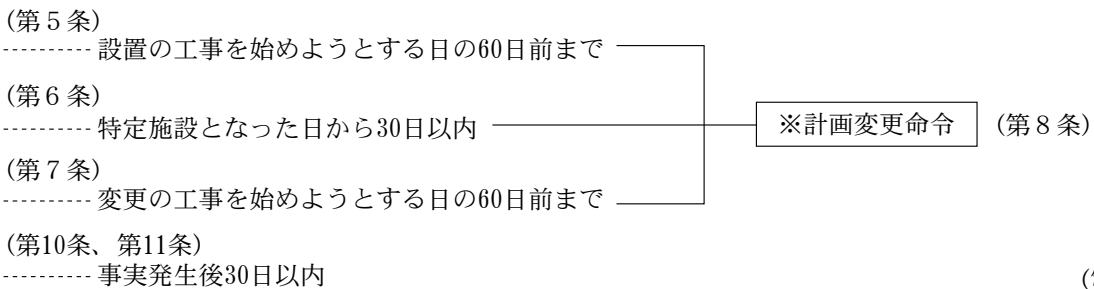 (第５条)
設置の工事を始めようとする日の60日前まで
(第６条)
特定施設となった日から30日以内
※計画変更命令
(第８条)
(第７条)
変更の工事を始めようとする日の60日前まで
(第10条、第11条)
事実発生後30日以内